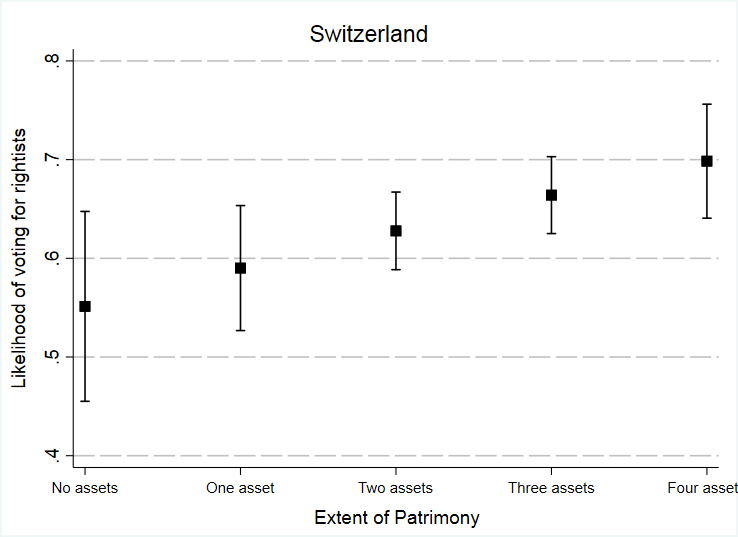 Switzerland
Likelihood of voting for rightists
.8
.7
.6
.5
.4
No assets
One asset
Two assets
Three assets
Four asset
Extent of Patrimony